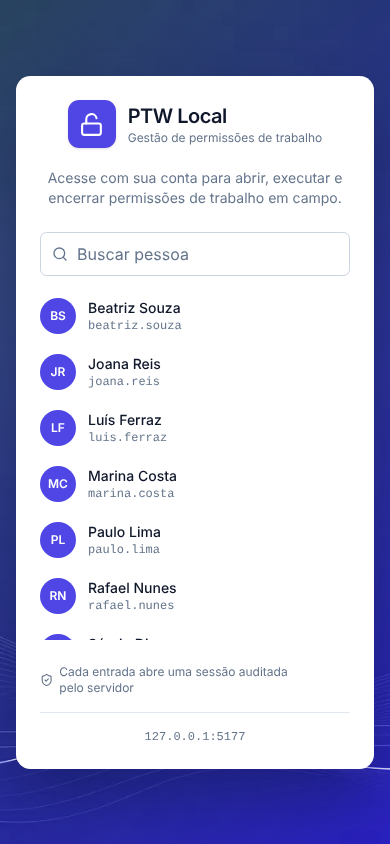 PTW Local
Gestão de permissões de trabalho
Acesse com sua conta para abrir, executar e
encerrar permissões de trabalho em campo.
Buscar pessoa
BS
Beatriz Souza
beatriz.souza
JR
Joana Reis
joana.reis
LF
Luís Ferraz
luis.ferraz
MC
Marina Costa
marina.costa
PL
Paulo Lima
paulo.lima
RN
Rafael Nunes
rafael.nunes
Cada entrada abre uma sessão auditada
pelo servidor
127.0.0.1:5177